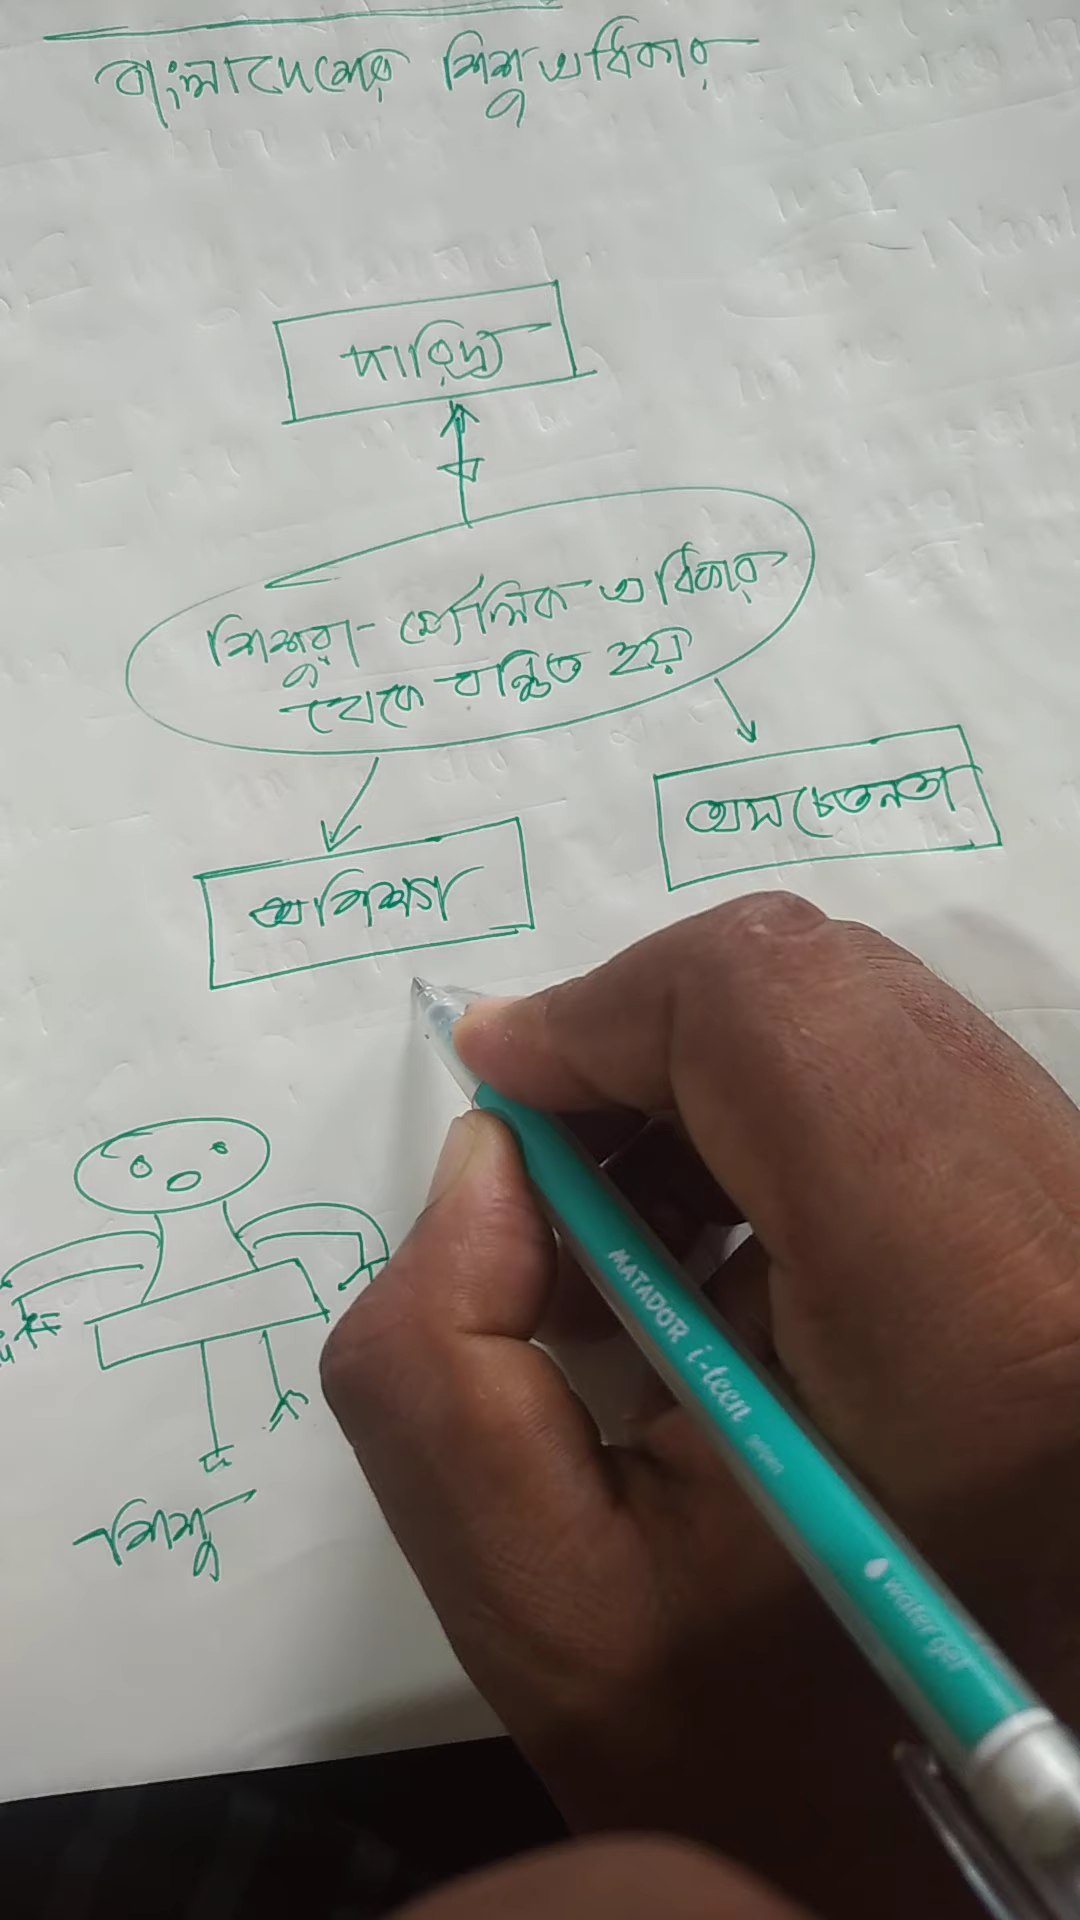 বাংলাদেশের শিশু অধিকার
দারিদ্র্য
শিশুরা মৌলিক অধিকার
থেকে বঞ্চিত হয়
অসচেতনতা
অশিক্ষা
শিশু
MATADOR i-teen
water gel